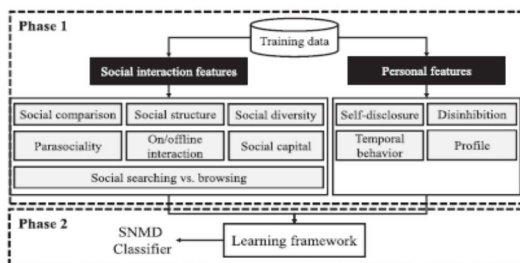 Phase 1
Training data
Social interaction features
Personal features
Social comparison
Social structure
Social diversity
Self-disclosure
Disinhibition
Parasociality
On/offline
interaction
Social capital
Temporal
behavior
Profile
Social searching vs. browsing
Phase 2
SNMD
Classifier
Learning framework